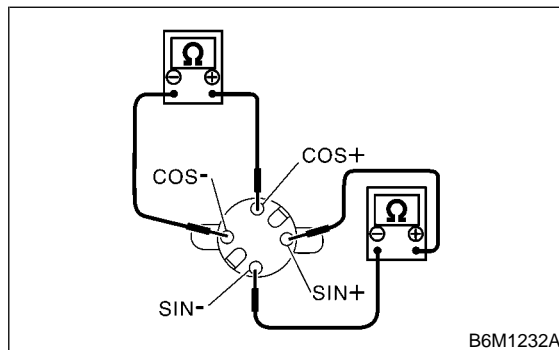 Ω
⊖ ⊕
COS+
COS-
Ω
⊖ ⊕
SIN+
SIN-
B6M1232A